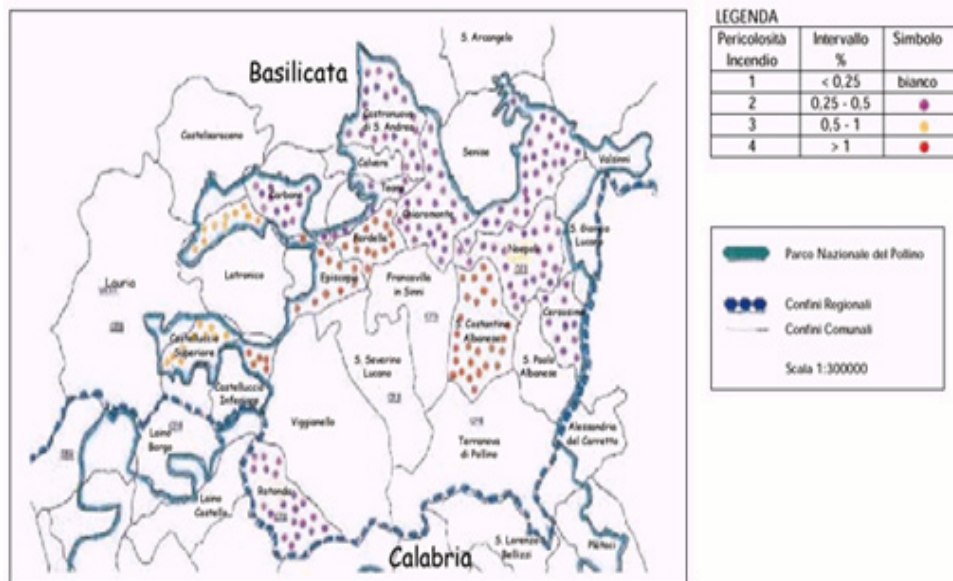 Basilicata
S. Arcangelo
Castelsaraceno
Castronuovo
di S. Andrea
Calvera
Senise
Valsinni
Carbone
Teana
Chiaromonte
Fardella
Noepoli
S. Giorgio
Lucano
Lauria
Latronico
Episcopia
Francavilla
in Sinni
Cersosimo
Castelluccio
Superiore
S. Costantino
Albanese
S. Severino
Lucano
S. Paolo
Albanese
Castelluccio
Inferiore
Viggianello
Laino
Borgo
Terranova
di Pollino
Alessandria
del Carretto
Rotonda
Laino
Castello
S. Lorenzo
Bellizzi
Plataci
Calabria
LEGENDA
Pericolosità Incendio Intervallo % Simbolo
1 < 0,25 bianco
2 0,25 - 0,5
3 0,5 - 1
4 > 1
Parco Nazionale del Pollino
Confini Regionali
Confini Comunali
Scala 1:300000